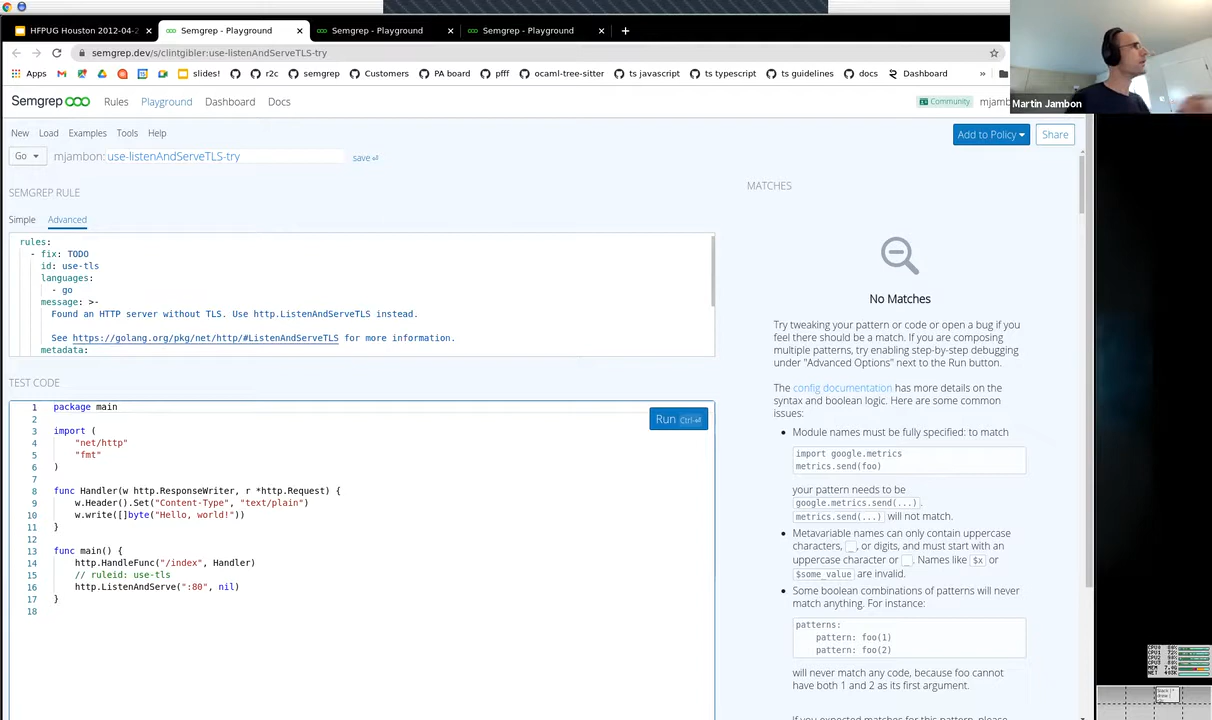 HFPUG Houston 2012-04-2
Semgrep - Playground
Semgrep - Playground
Semgrep - Playground
semgrep.dev/s/clintgibler:use-listenAndServeTLS-try
Apps
slides!
r2c
semgrep
Customers
PA board
pfff
ocaml-tree-sitter
ts javascript
ts typescript
ts guidelines
docs
Dashboard
»
Martin Jambon
Semgrep
Rules
Playground
Dashboard
Docs
Community
mjamb
New
Load
Examples
Tools
Help
Add to Policy
Share
Go
mjambon: use-listenAndServeTLS-try
save
SEMGREP RULE
Simple
Advanced
rules:
- fix: TODO
id: use-tls
languages:
- go
message: >-
Found an HTTP server without TLS. Use http.ListenAndServeTLS instead.
See https://golang.org/pkg/net/http/#ListenAndServeTLS for more information.
metadata:
TEST CODE
Run Ctrl-⏎
1 package main
2
3 import (
4 "net/http"
5 "fmt"
6 )
7
8 func Handler(w http.ResponseWriter, r *http.Request) {
9 w.Header().Set("Content-Type", "text/plain")
10 w.write([]byte("Hello, world!"))
11 }
12
13 func main() {
14 http.HandleFunc("/index", Handler)
15 // ruleid: use-tls
16 http.ListenAndServe(":80", nil)
17 }
18
MATCHES
No Matches
Try tweaking your pattern or code or open a bug if you
feel there should be a match. If you are composing
multiple patterns, try enabling step-by-step debugging
under "Advanced Options" next to the Run button.
The config documentation has more details on the
syntax and boolean logic. Here are some common
issues:
• Module names must be fully specified: to match
import google.metrics
metrics.send(foo)
your pattern needs to be
google.metrics.send(...)
metrics.send(...) will not match.
• Metavariable names can only contain uppercase
characters, _, or digits, and must start with an
uppercase character or _. Names like $x or
$some_value are invalid.
• Some boolean combinations of patterns will never
match anything. For instance:
patterns:
pattern: foo(1)
pattern: foo(2)
will never match any code, because foo cannot
have both 1 and 2 as its first argument.
If you expected matches for this pattern, please